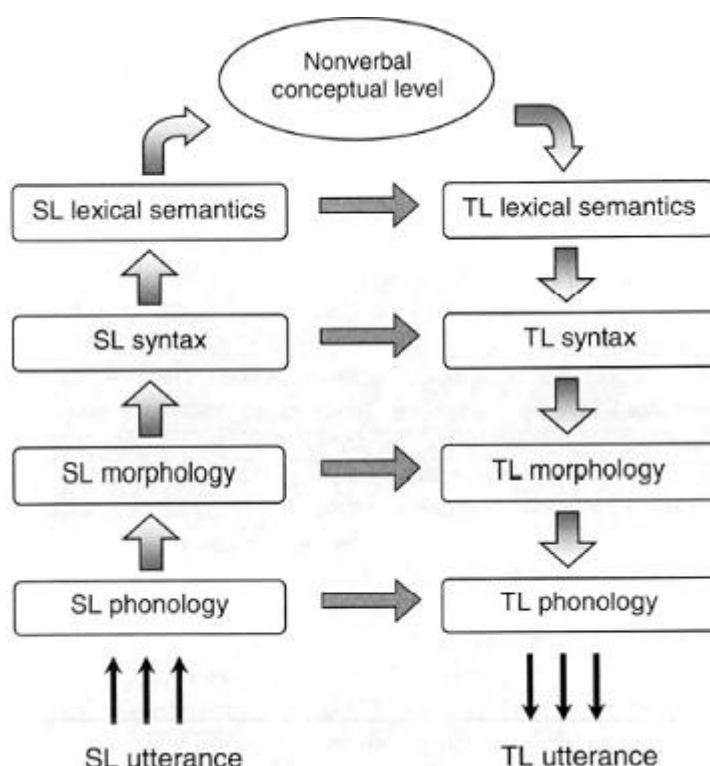 Nonverbal
conceptual level
SL lexical semantics
TL lexical semantics
SL syntax
TL syntax
SL morphology
TL morphology
SL phonology
TL phonology
SL utterance
TL utterance